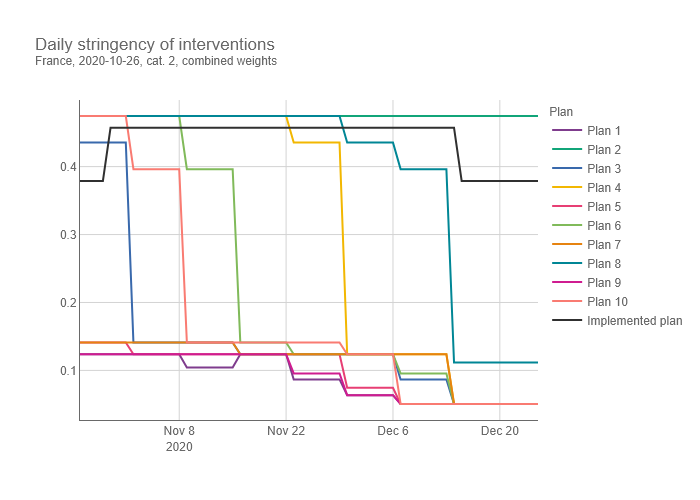 Daily stringency of interventions
France, 2020-10-26, cat. 2, combined weights
Plan
Plan 1
Plan 2
Plan 3
Plan 4
Plan 5
Plan 6
Plan 7
Plan 8
Plan 9
Plan 10
Implemented plan
0.4
0.3
0.2
0.1
Nov 8
2020
Nov 22
Dec 6
Dec 20